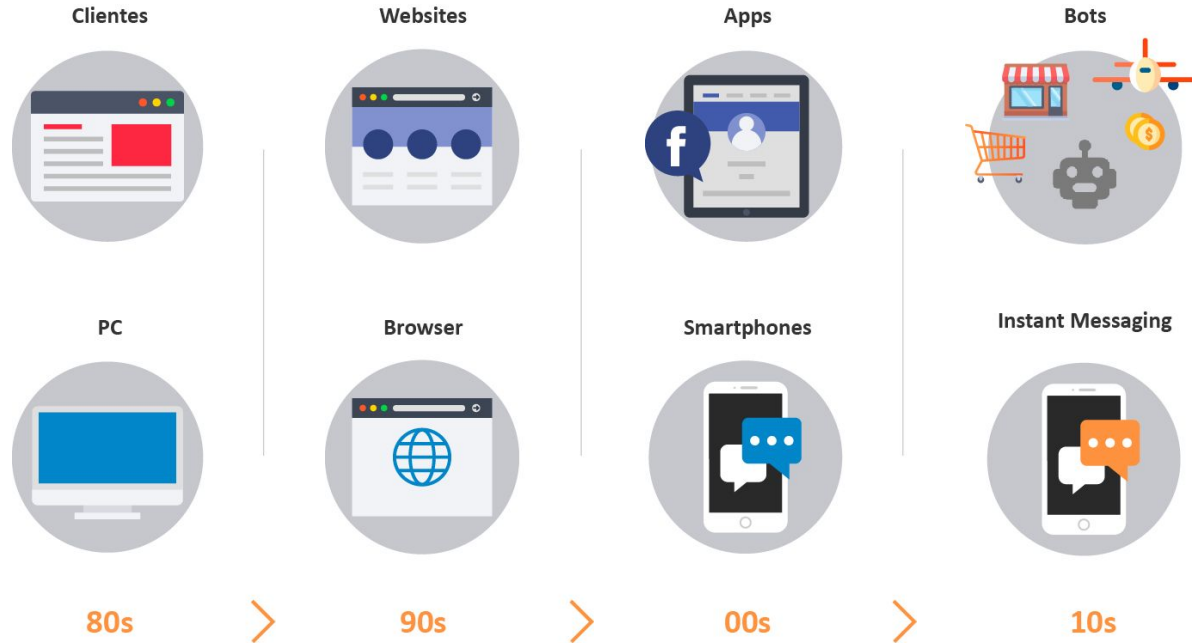 Clientes
Websites
Apps
Bots
PC
Browser
Smartphones
Instant Messaging
80s
90s
00s
10s